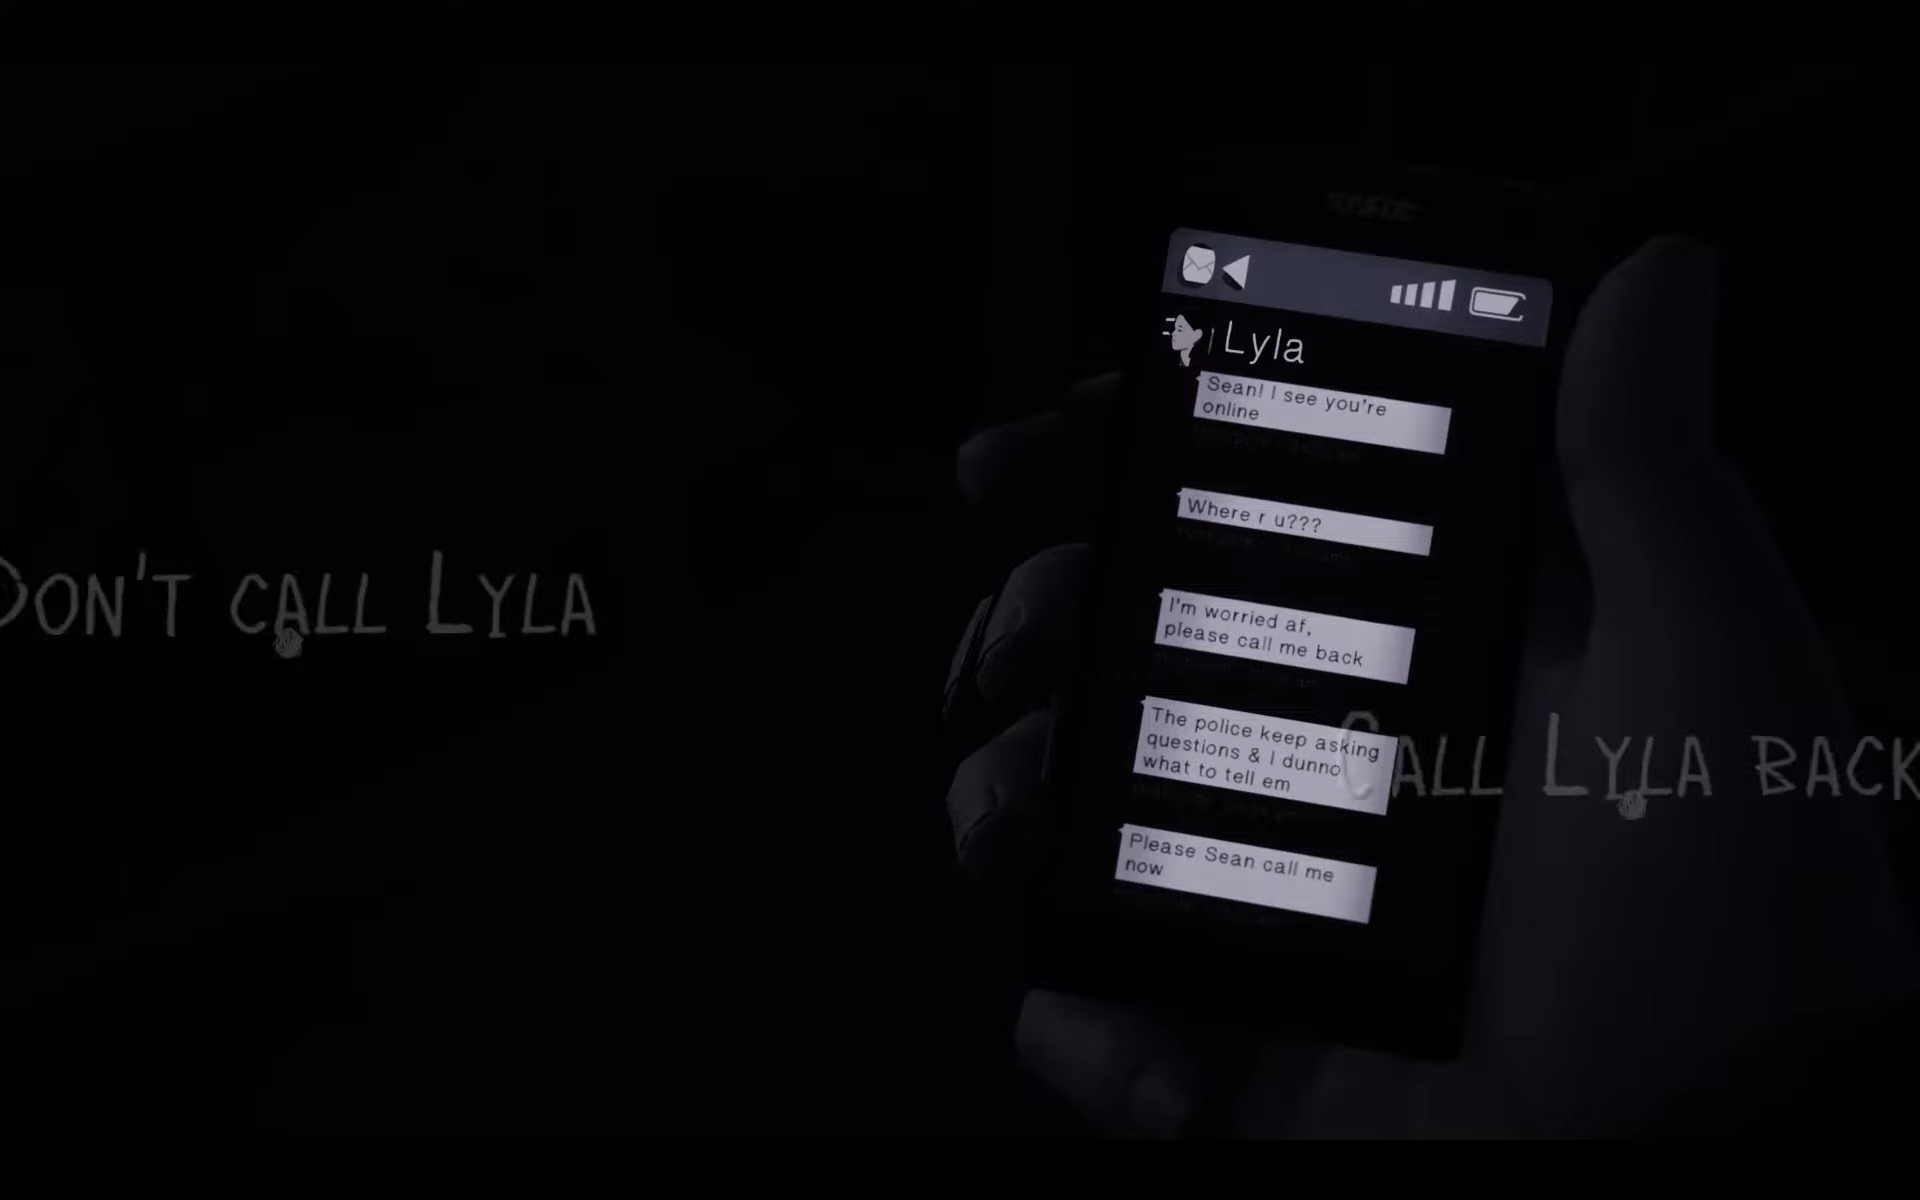 Lyla
Sean! I see you're
online
Where r u???
I'm worried af,
please call me back
The police keep asking
questions & I dunno
what to tell em
Please Sean call me
now
DON'T CALL LYLA
CALL LYLA BACK